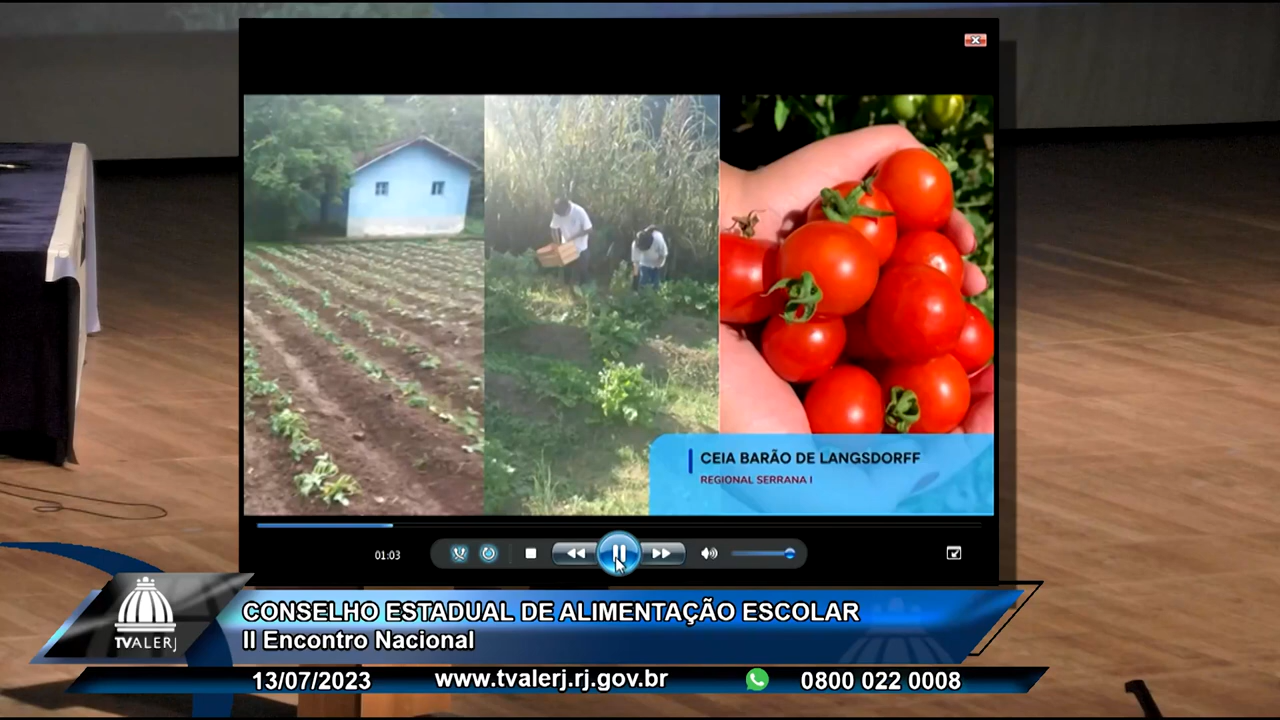 CEIA BARÃO DE LANGSDORFF
REGIONAL SERRANA I
01:03
CONSELHO ESTADUAL DE ALIMENTAÇÃO ESCOLAR
II Encontro Nacional
TVALERJ
13/07/2023 www.tvalerj.rj.gov.br 0800 022 0008